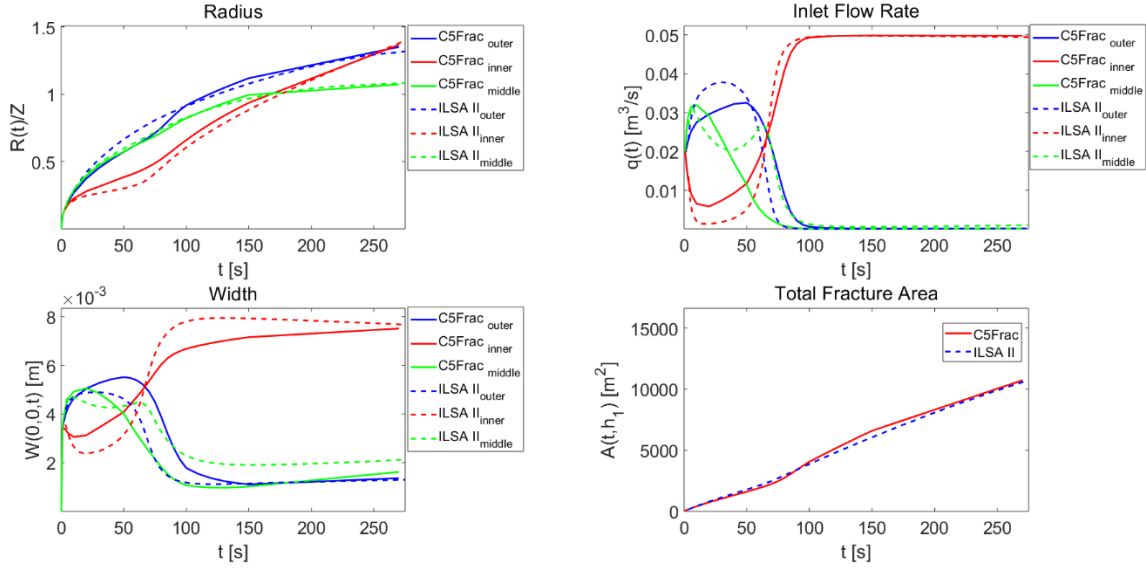 Radius
1.5
1
0.5
R(t)/Z
0 50 100 150 200 250
t [s]
C5Frac outer
C5Frac inner
C5Frac middle
ILSA II outer
ILSA II inner
ILSA II middle
Inlet Flow Rate
0.05
0.04
0.03
0.02
0.01
q(t) [m³/s]
0 50 100 150 200 250
t [s]
C5Frac outer
C5Frac inner
C5Frac middle
ILSA II outer
ILSA II inner
ILSA II middle
Width
×10⁻³
8
6
4
2
W(0,0,t) [m]
0 50 100 150 200 250
t [s]
C5Frac outer
C5Frac inner
C5Frac middle
ILSA II outer
ILSA II inner
ILSA II middle
Total Fracture Area
15000
10000
5000
0
A(t,h₁) [m²]
0 50 100 150 200 250
t [s]
C5Frac
ILSA II